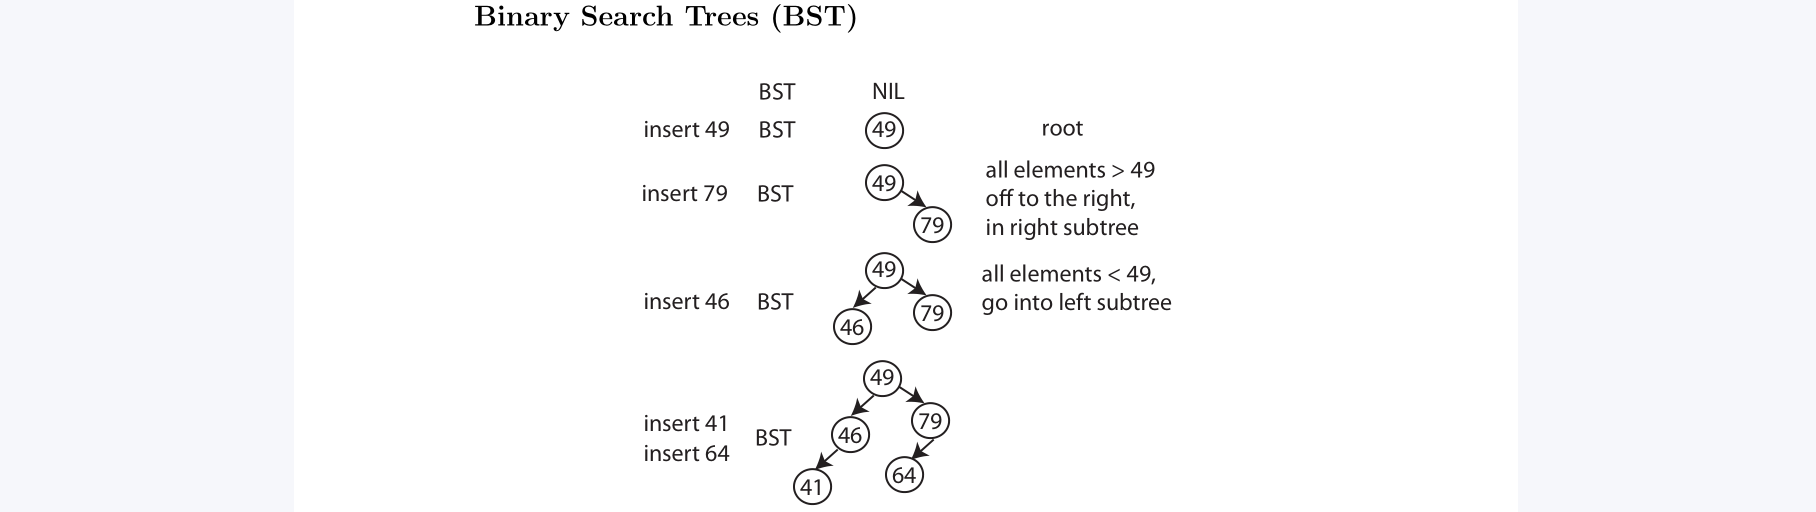 Binary Search Trees (BST)
BST NIL
insert 49 BST 49 root
insert 79 BST 49 79
all elements > 49
off to the right,
in right subtree
insert 46 BST 49 46 79
all elements < 49,
go into left subtree
insert 41
insert 64
BST
49
46 79
41 64